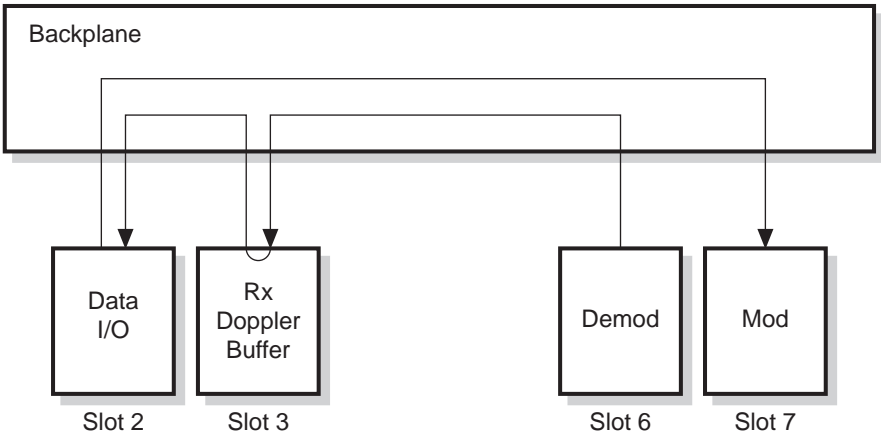 Backplane
Data
I/O
Rx
Doppler
Buffer
Demod
Mod
Slot 2
Slot 3
Slot 6
Slot 7